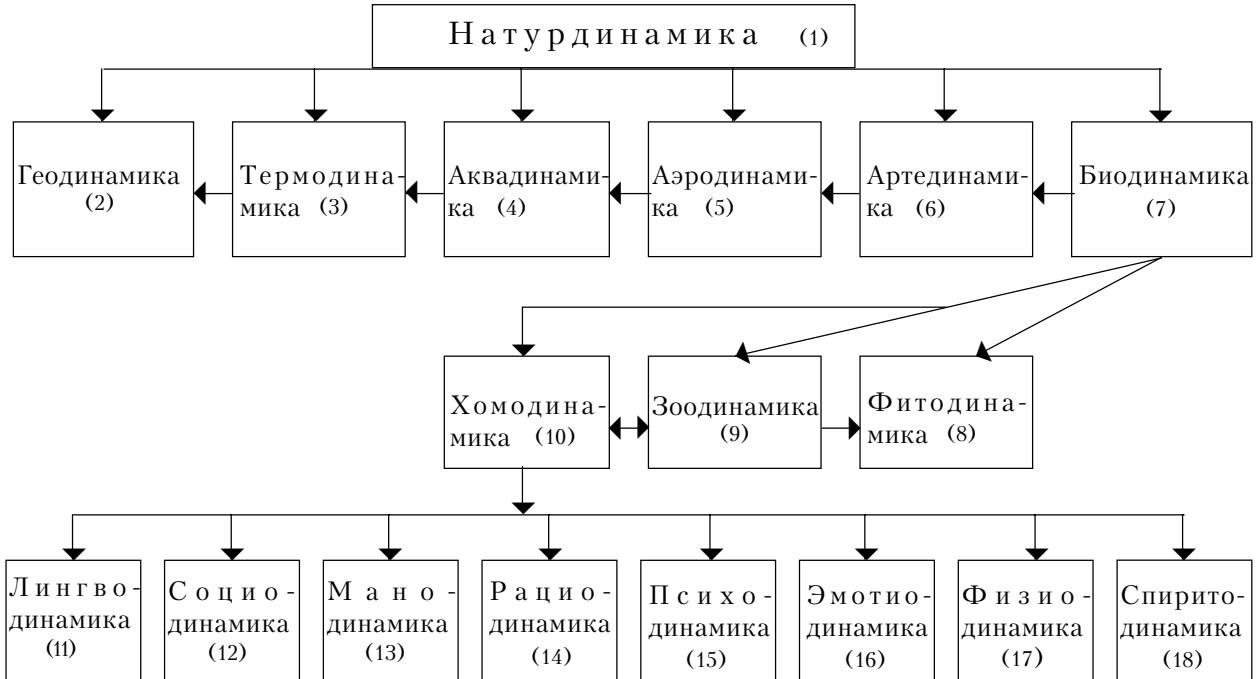 Натурдинамика (1)
Геодинамика
(2)
Термодина-
мика (3)
Аквадинами-
ка (4)
Аэродинами-
ка (5)
Артединами-
ка (6)
Биодинамика
(7)
Хомодина-
мика (10)
Зоодинамика
(9)
Фитодина-
мика (8)
Лингво-
динамика
(11)
Социо-
динамика
(12)
Мано-
динамика
(13)
Рацио-
динамика
(14)
Психо-
динамика
(15)
Эмотио-
динамика
(16)
Физио-
динамика
(17)
Спирито-
динамика
(18)